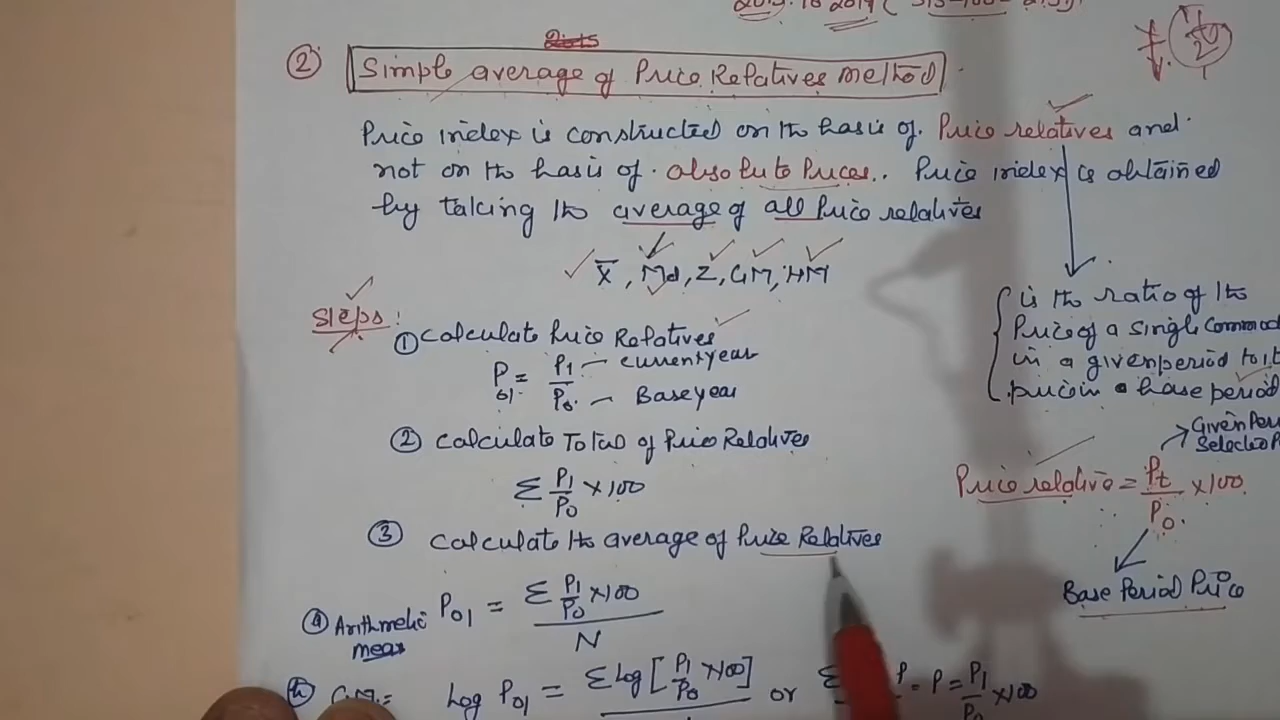 ②. Simple average of Price Relatives method.
Price index is constructed on the basis of. Price relatives and
not on the basis of. absolute Prices.. Price index is obtained
by taking the average of all Price relatives
X̄, Md, Z, GM, HM
Steps:
① Calculate Price Relatives
P01 = P1/P0
Current year
Base year
② Calculate Total of Price Relatives
Σ P1/P0 × 100
③ Calculate the average of Price Relatives
ⓐ Arithmetic mean P01 = Σ P1/P0 × 100 / N
ⓑ G.M.= Log P01 = Σ Log [P1/P0 × 100] or P = P1/P0 × 100
is the ratio of the
Price of a single
in a given period to
price in a base period
Given
Selected
Price relative = Pt/P0. × 100.
Base Period Price